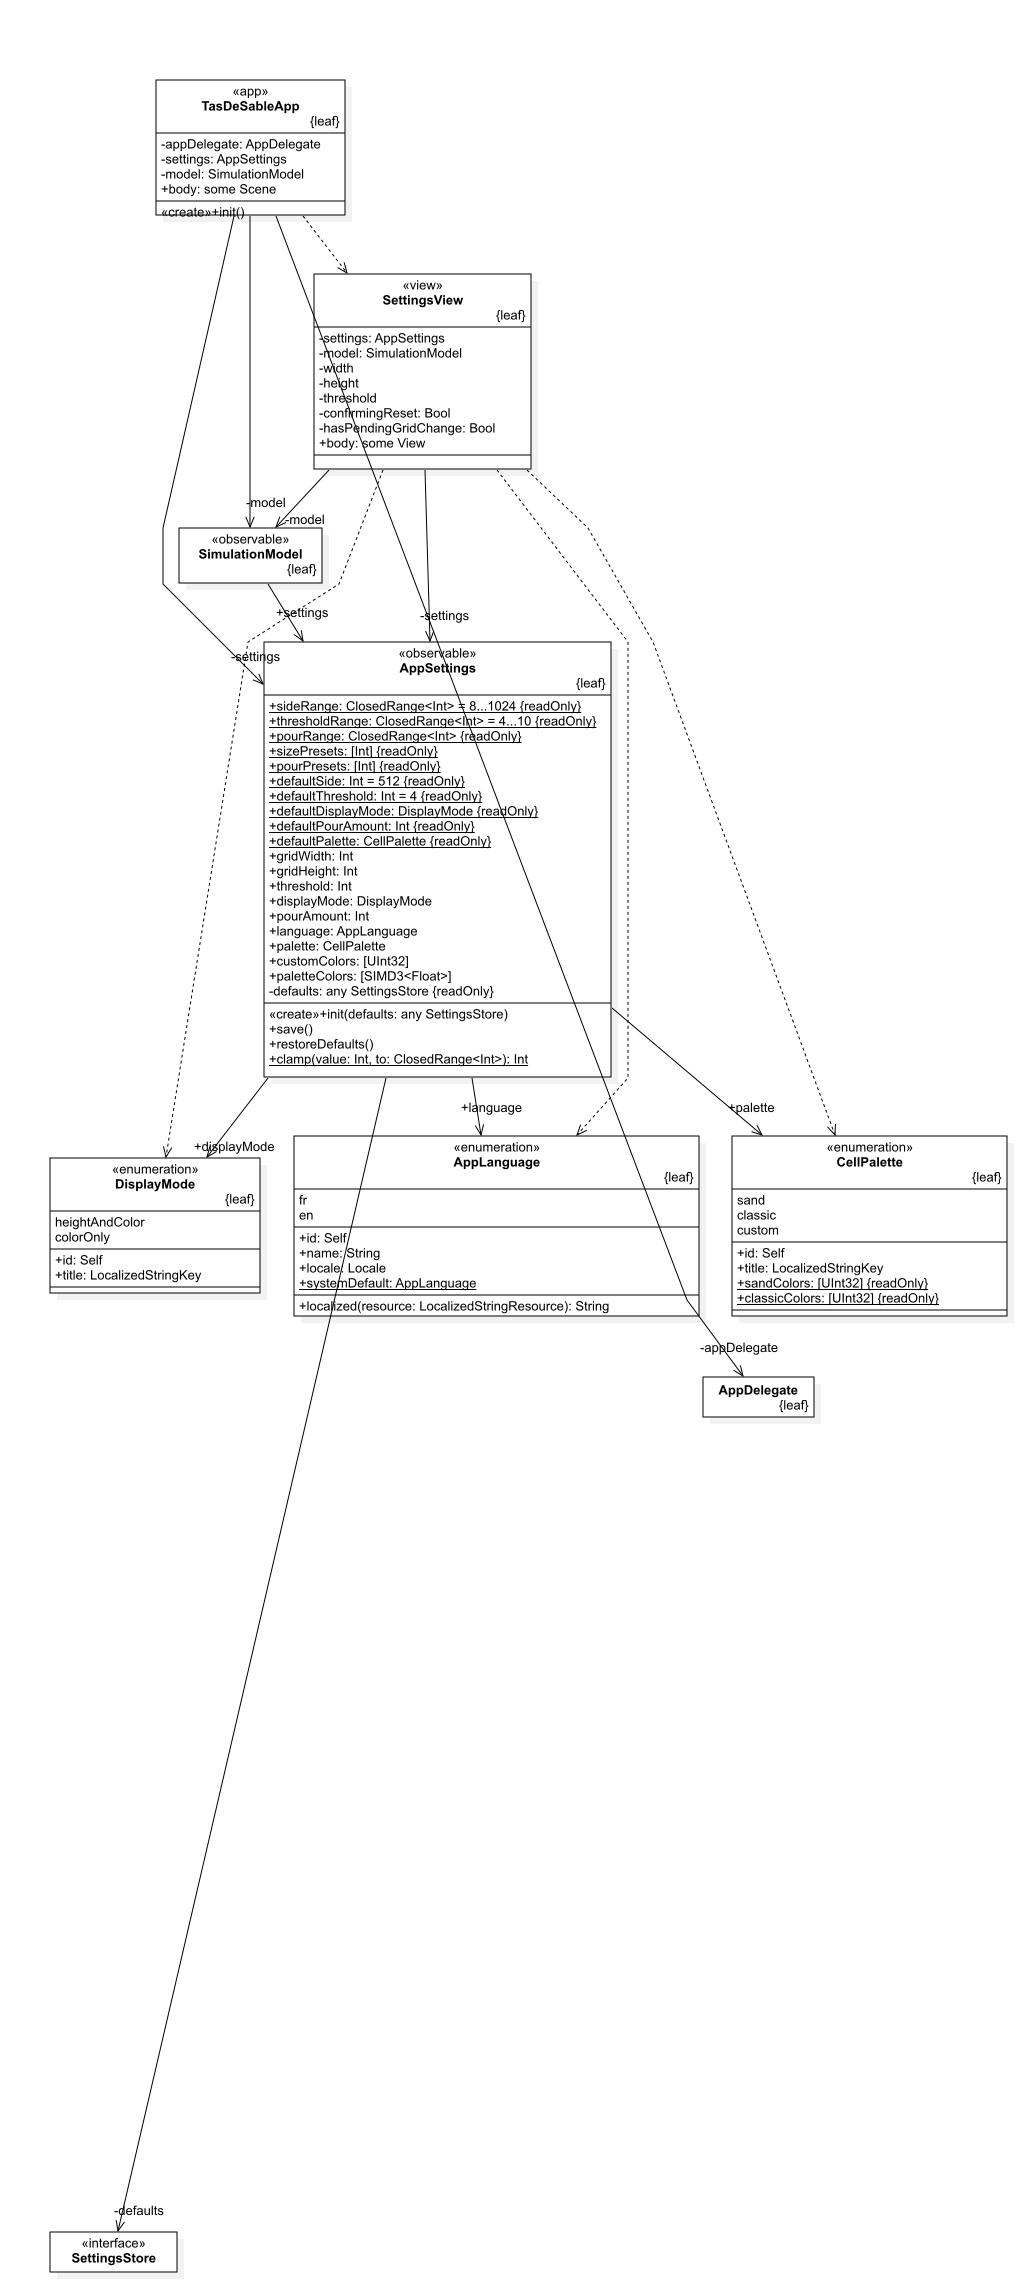 «app»
TasDeSableApp
{leaf}
-appDelegate: AppDelegate
-settings: AppSettings
-model: SimulationModel
+body: some Scene
«create»+init()
«view»
SettingsView
{leaf}
-settings: AppSettings
-model: SimulationModel
-width
-height
-threshold
-confirmingReset: Bool
-hasPendingGridChange: Bool
+body: some View
-model
-model
«observable»
SimulationModel
{leaf}
+settings
-settings
-settings
«observable»
AppSettings
{leaf}
+sideRange: ClosedRange<Int> = 8...1024 {readOnly}
+thresholdRange: ClosedRange<Int> = 4...10 {readOnly}
+pourRange: ClosedRange<Int> {readOnly}
+sizePresets: [Int] {readOnly}
+pourPresets: [Int] {readOnly}
+defaultSide: Int = 512 {readOnly}
+defaultThreshold: Int = 4 {readOnly}
+defaultDisplayMode: DisplayMode {readOnly}
+defaultPourAmount: Int {readOnly}
+defaultPalette: CellPalette {readOnly}
+gridWidth: Int
+gridHeight: Int
+threshold: Int
+displayMode: DisplayMode
+pourAmount: Int
+language: AppLanguage
+palette: CellPalette
+customColors: [UInt32]
+paletteColors: [SIMD3<Float>]
-defaults: any SettingsStore {readOnly}
«create»+init(defaults: any SettingsStore)
+save()
+restoreDefaults()
+clamp(value: Int, to: ClosedRange<Int>): Int
+displayMode
+language
+palette
«enumeration»
DisplayMode
{leaf}
heightAndColor
colorOnly
+id: Self
+title: LocalizedStringKey
«enumeration»
AppLanguage
{leaf}
fr
en
+id: Self
+name: String
+locale: Locale
+systemDefault: AppLanguage
+localized(resource: LocalizedStringResource): String
«enumeration»
CellPalette
{leaf}
sand
classic
custom
+id: Self
+title: LocalizedStringKey
+sandColors: [UInt32] {readOnly}
+classicColors: [UInt32] {readOnly}
-appDelegate
AppDelegate
{leaf}
-defaults
«interface»
SettingsStore